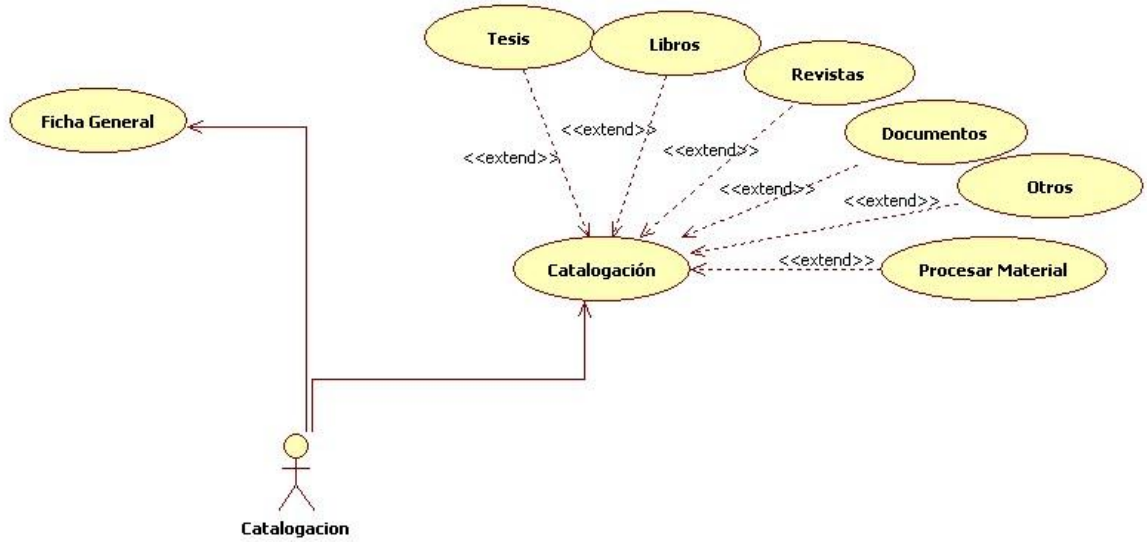 Tesis
Libros
Revistas
Ficha General
Documentos
<<extend>>
<<extend>>
<<extend>>
<<extend>>
Otros
<<extend>>
Catalogación
<<extend>>
Procesar Material
Catalogacion